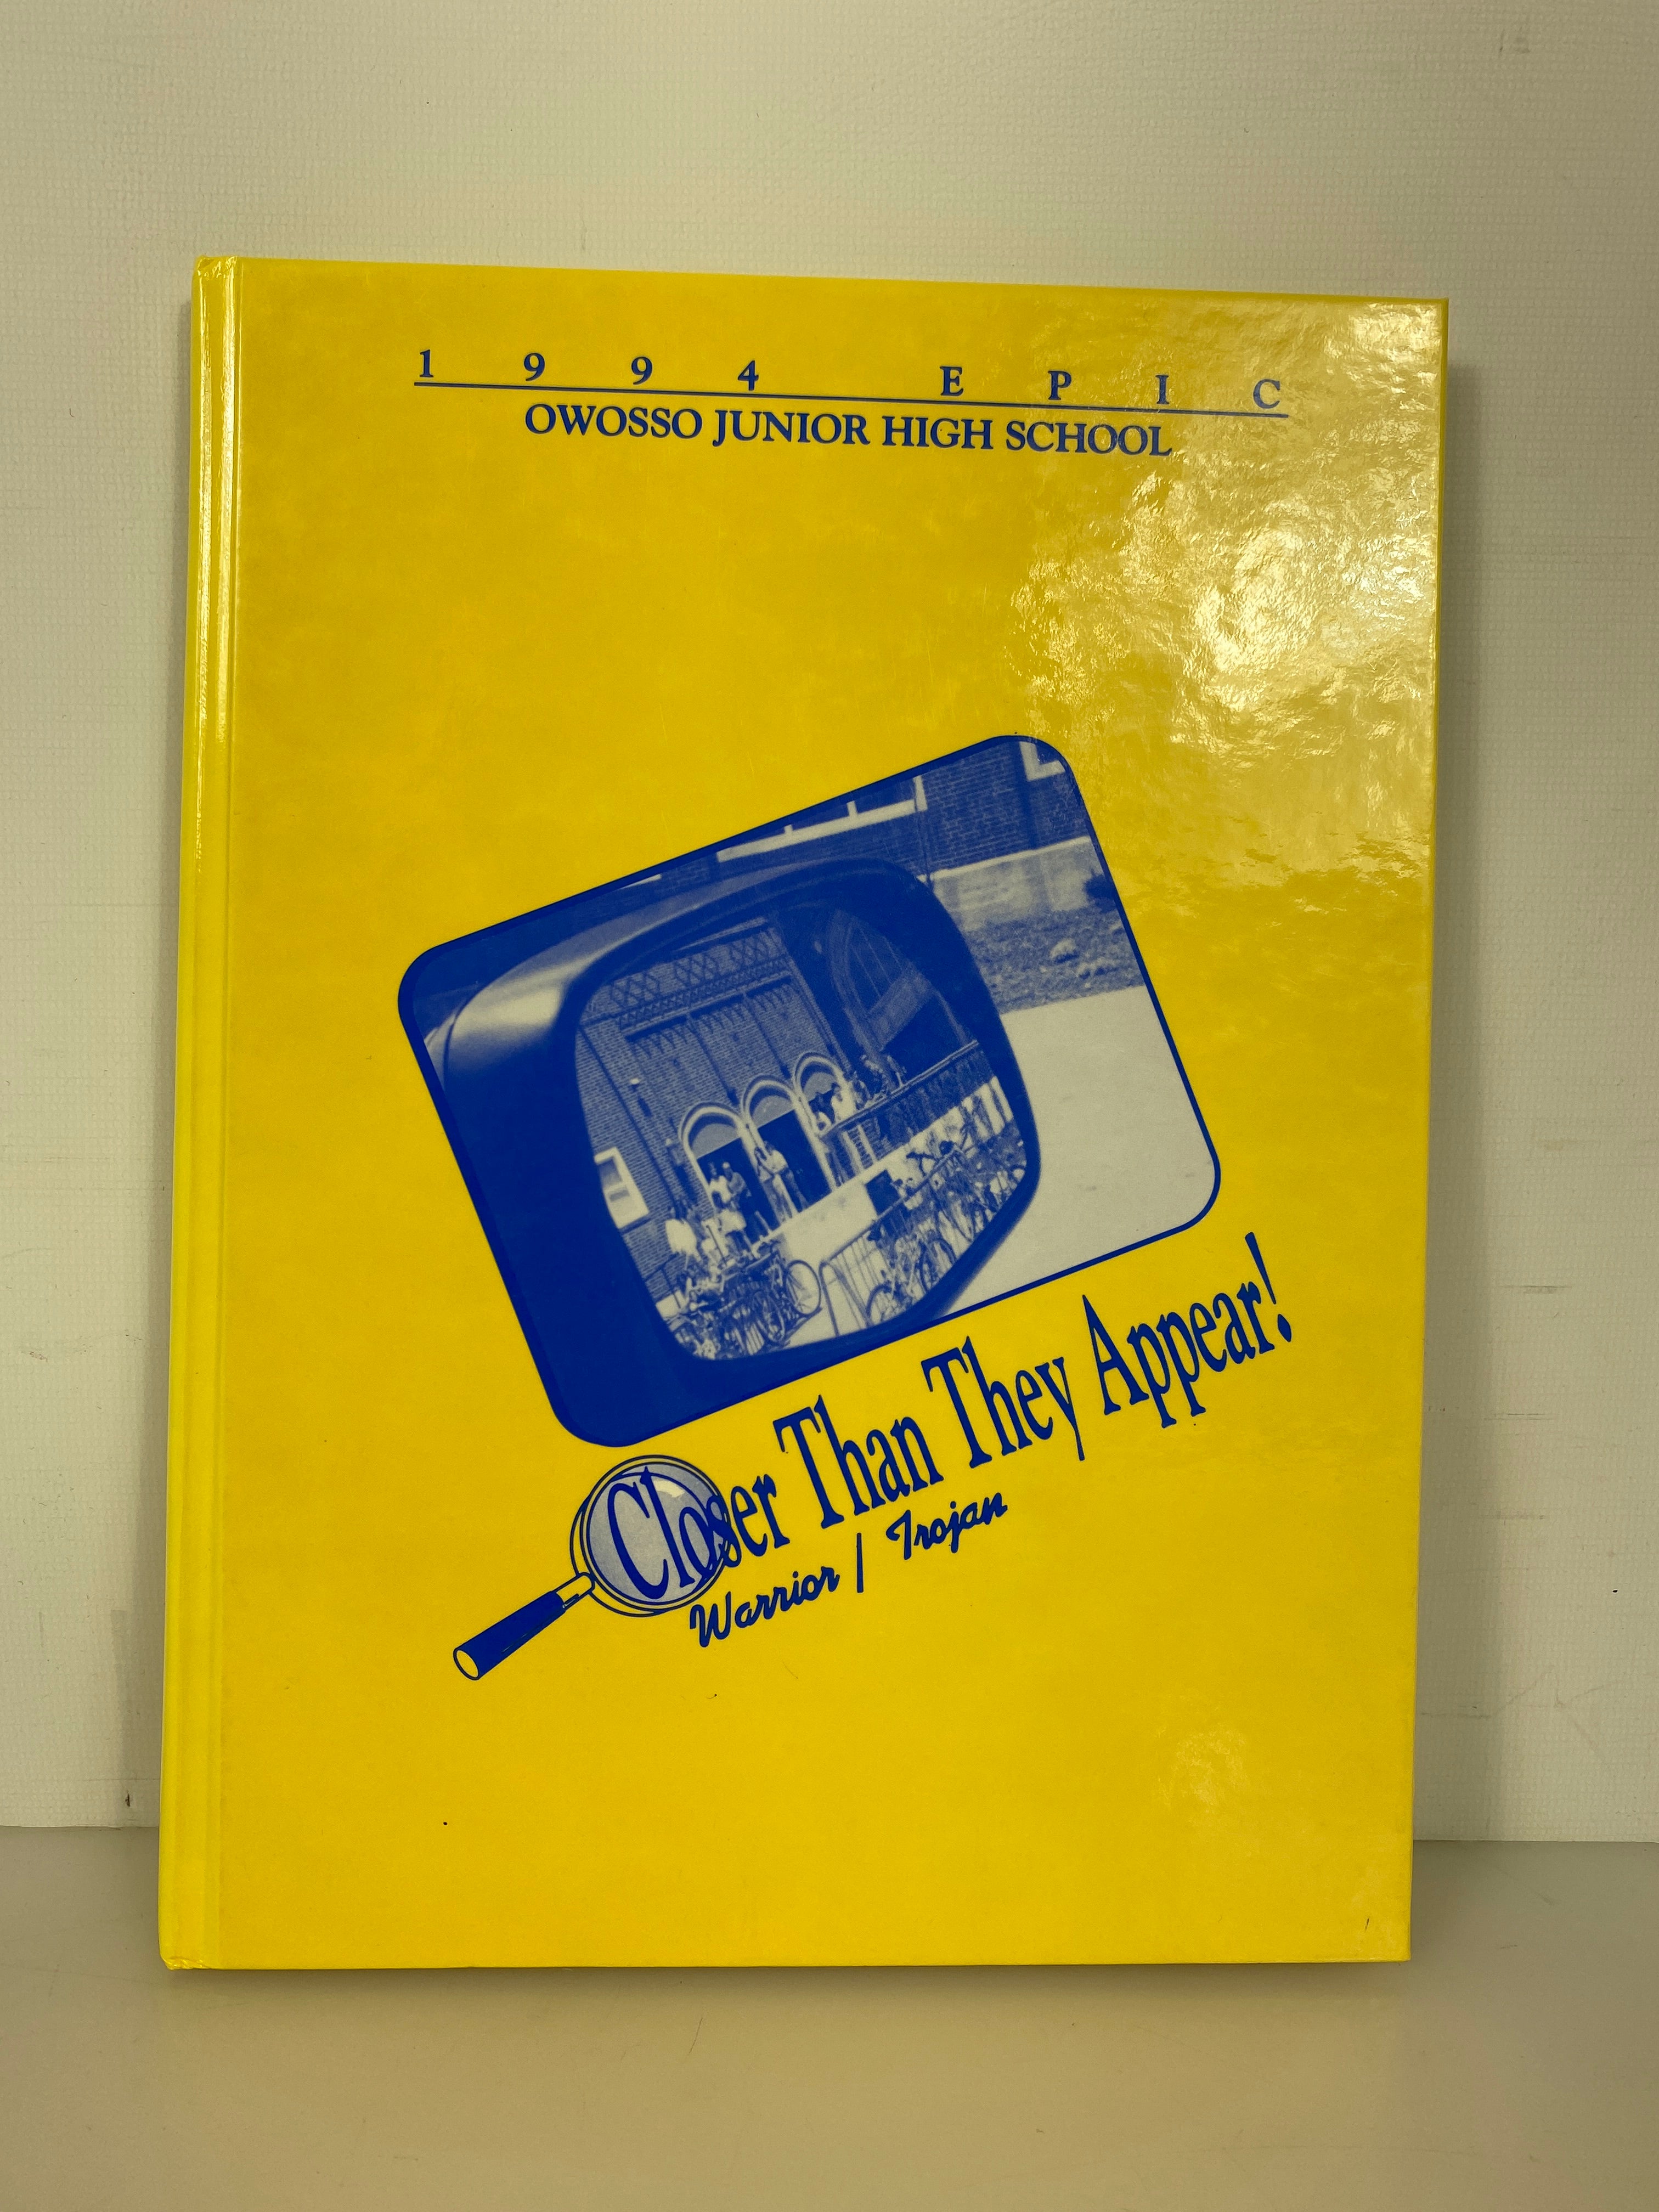 1994 EPIC
OWOSSO JUNIOR HIGH SCHOOL
Closer Than They Appear!
Warrior / Trojan